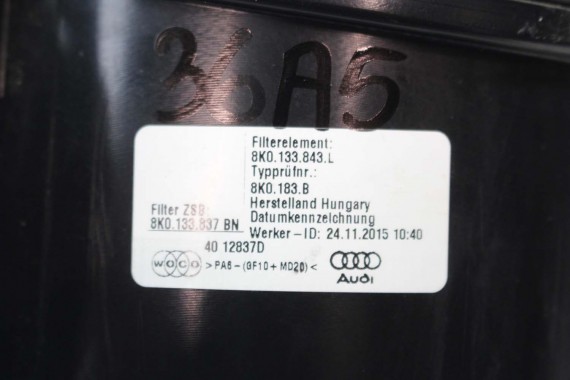 36A5
Filterelement:
8K0.133.843.L
Typprüfnr.:
8K0.183.B
Filter ZSB:
8K0.133.837 BN
Herstelland Hungary
Datumkennzeichnung
Werker-ID: 24.11.2015 10:40
40 12837D
WOCO
>PA6-(GF10+MD20)<
Audi